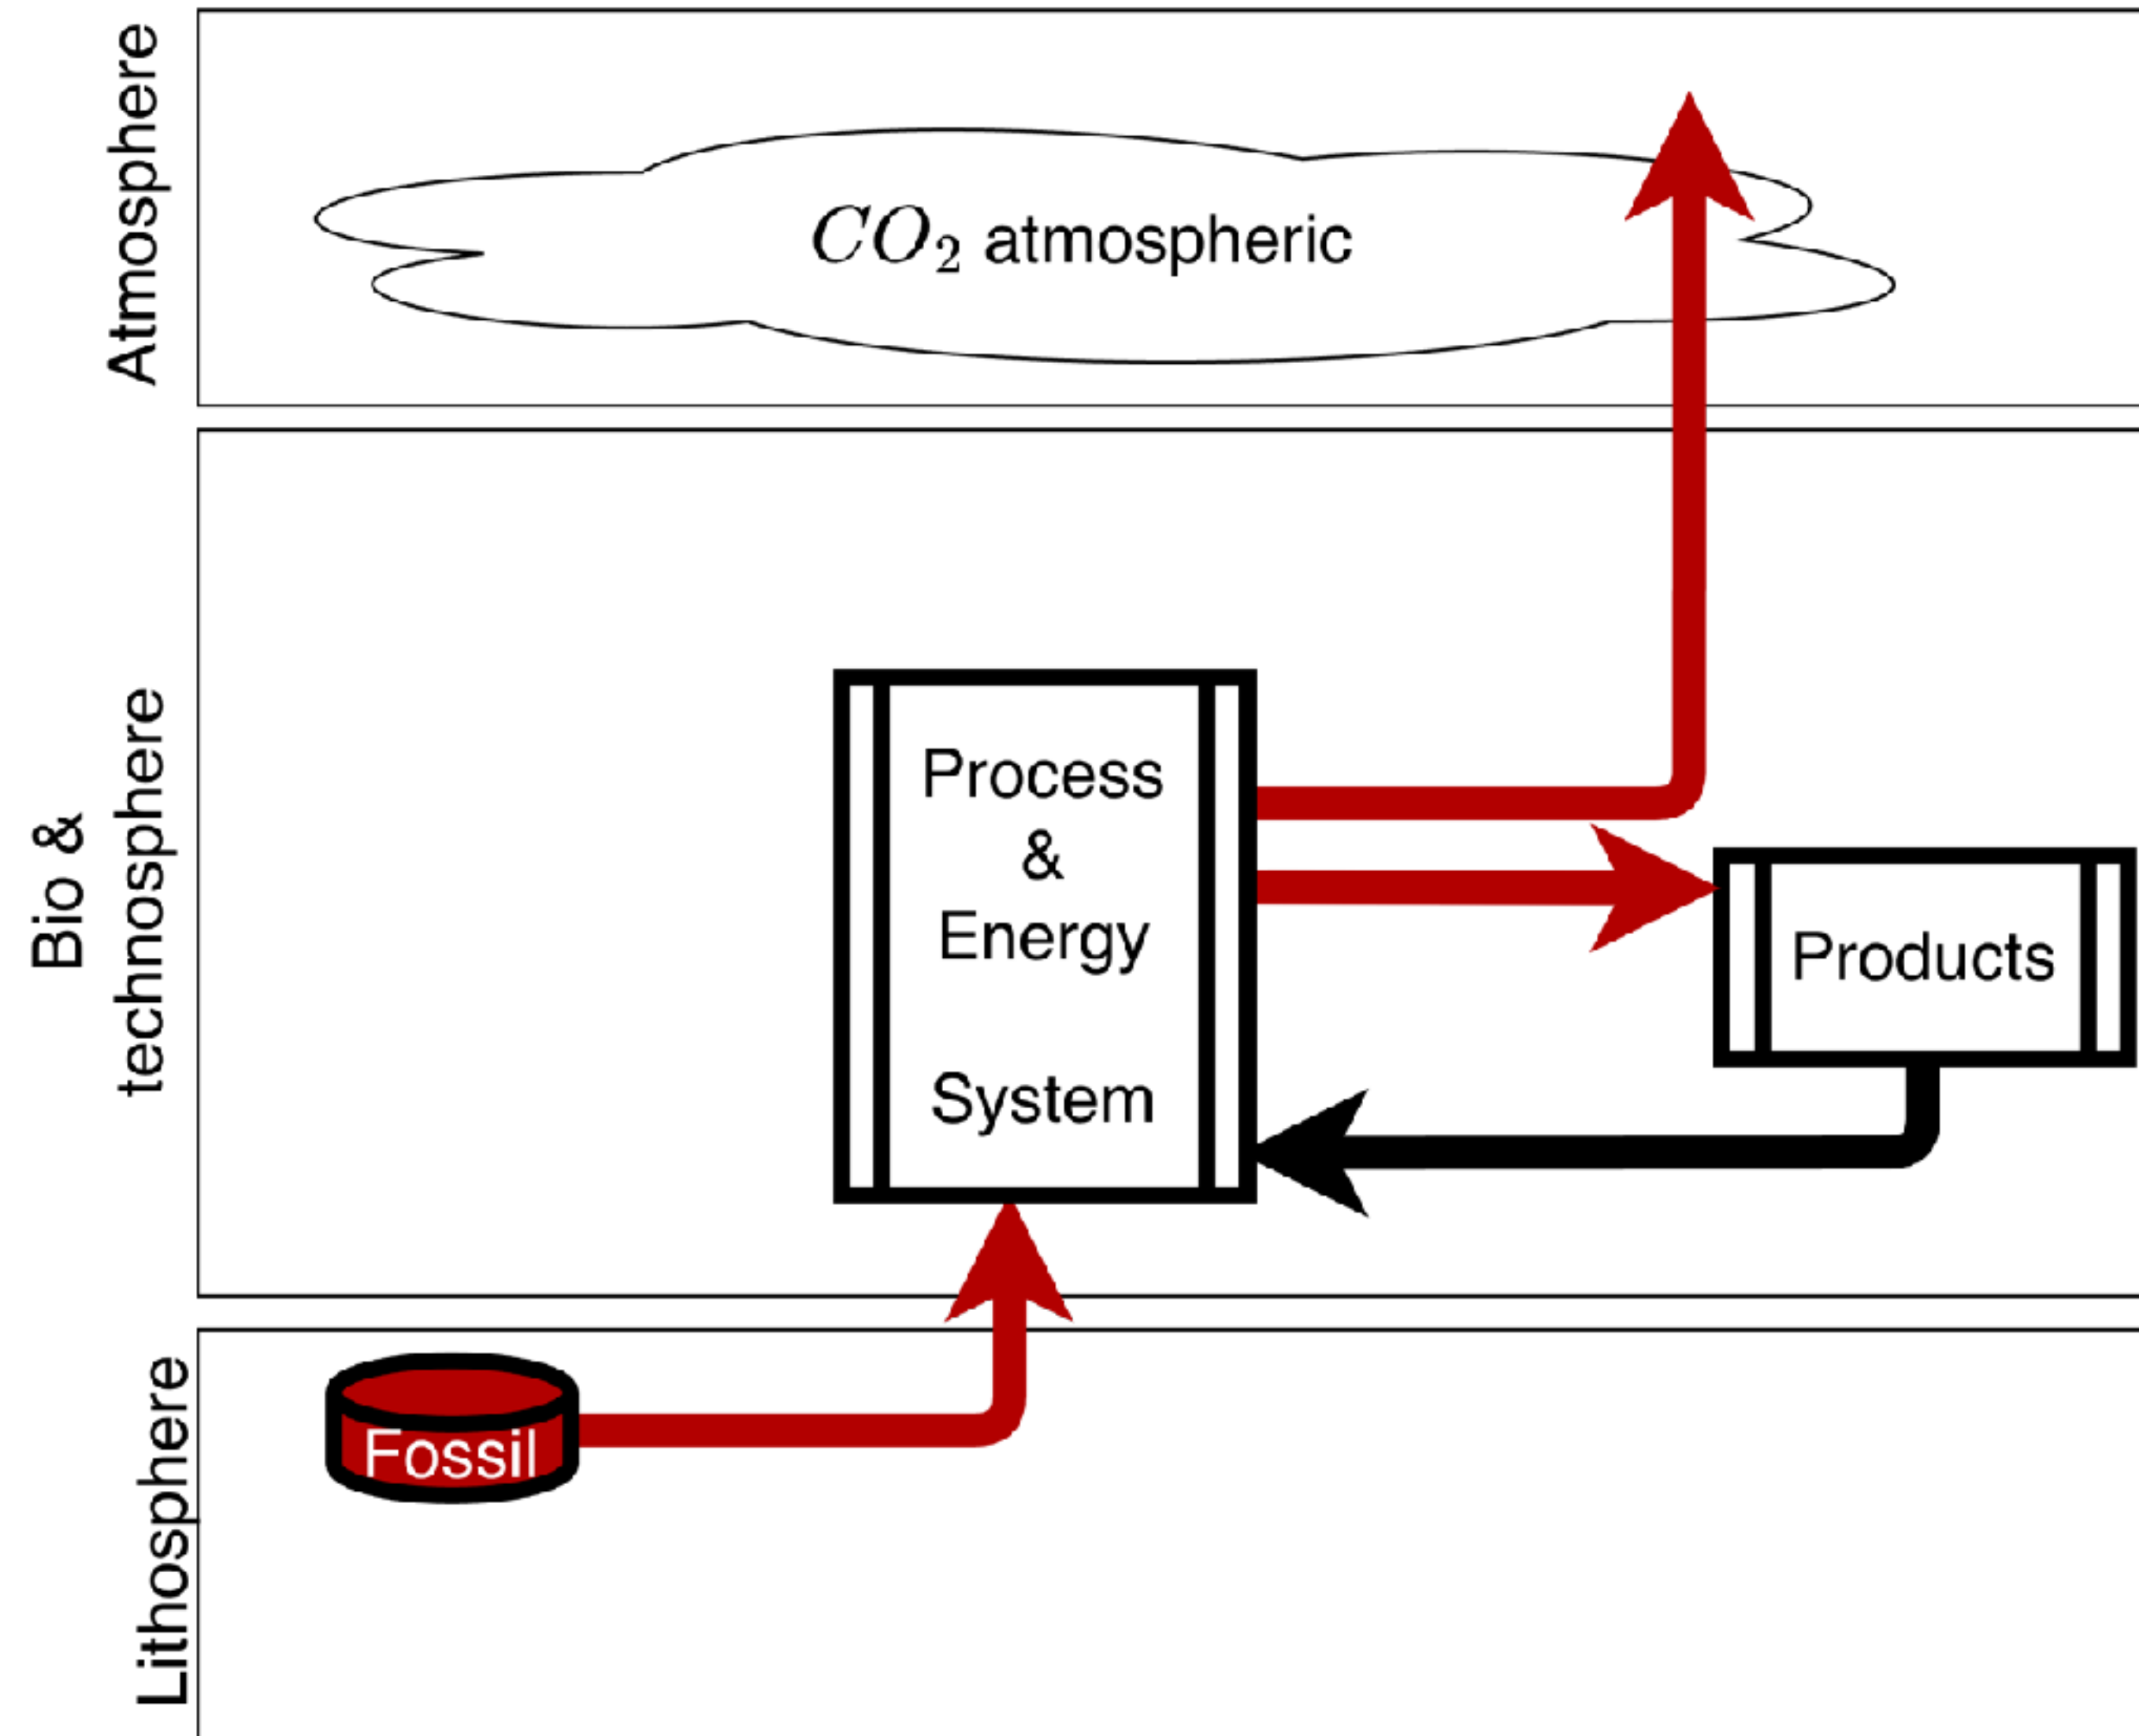 Atmosphere
CO₂ atmospheric
Bio &
technosphere
Process
&
Energy
System
Products
Lithosphere
Fossil